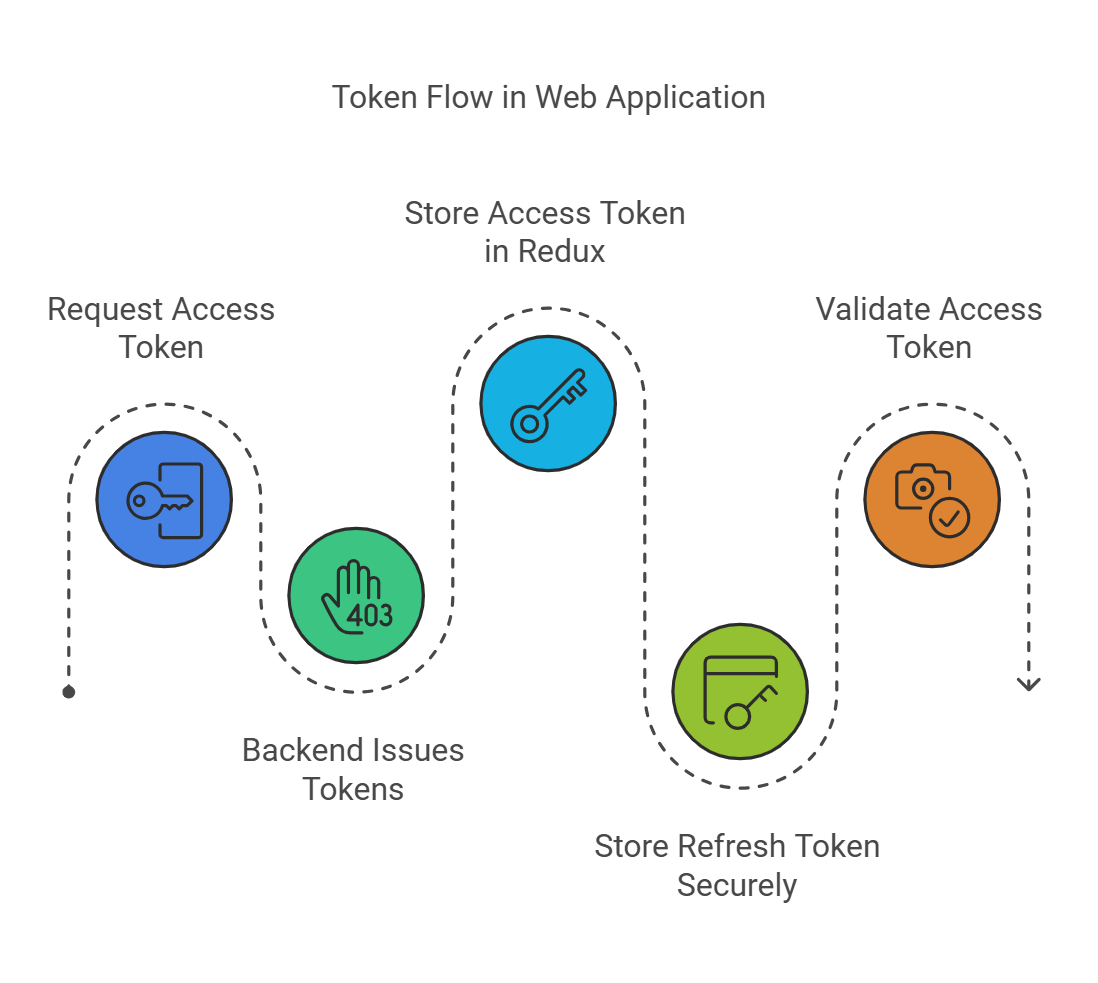 Token Flow in Web Application
Store Access Token
in Redux
Request Access
Token
Validate Access
Token
403
Backend Issues
Tokens
Store Refresh Token
Securely